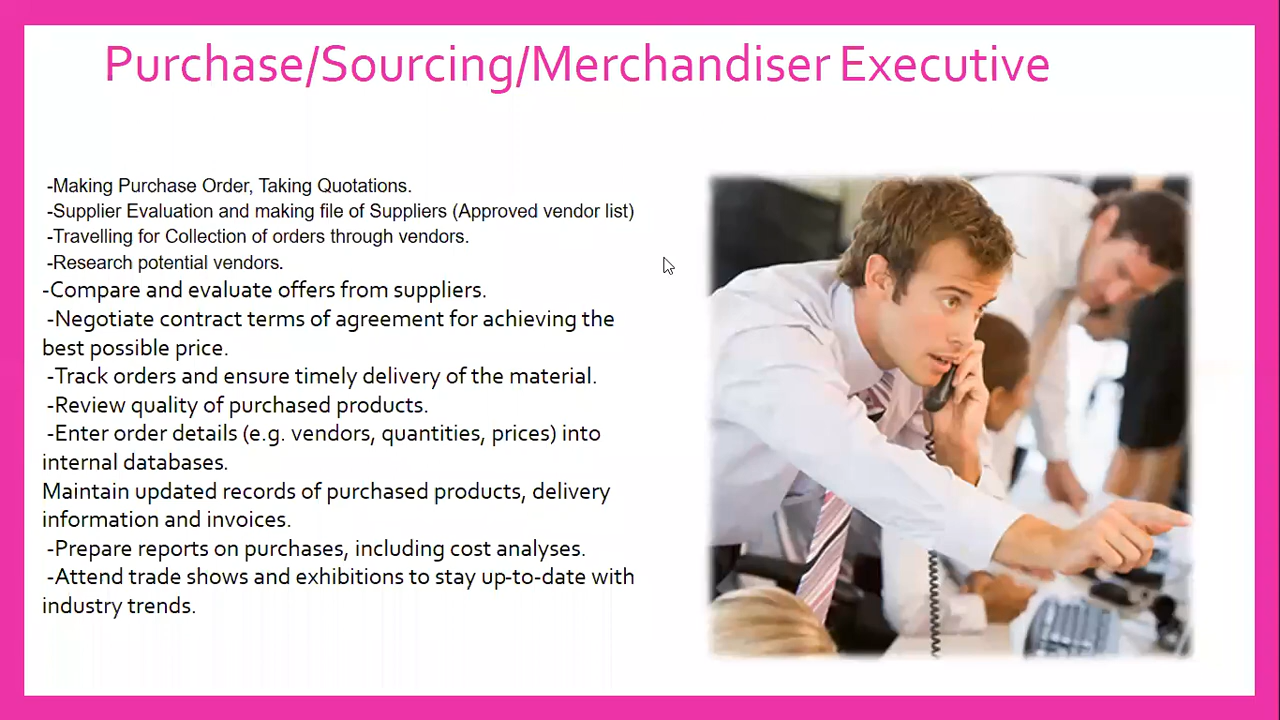 Purchase/Sourcing/Merchandiser Executive
-Making Purchase Order, Taking Quotations.
-Supplier Evaluation and making file of Suppliers (Approved vendor list)
-Travelling for Collection of orders through vendors.
-Research potential vendors.
-Compare and evaluate offers from suppliers.
-Negotiate contract terms of agreement for achieving the
best possible price.
-Track orders and ensure timely delivery of the material.
-Review quality of purchased products.
-Enter order details (e.g. vendors, quantities, prices) into
internal databases.
Maintain updated records of purchased products, delivery
information and invoices.
-Prepare reports on purchases, including cost analyses.
-Attend trade shows and exhibitions to stay up-to-date with
industry trends.